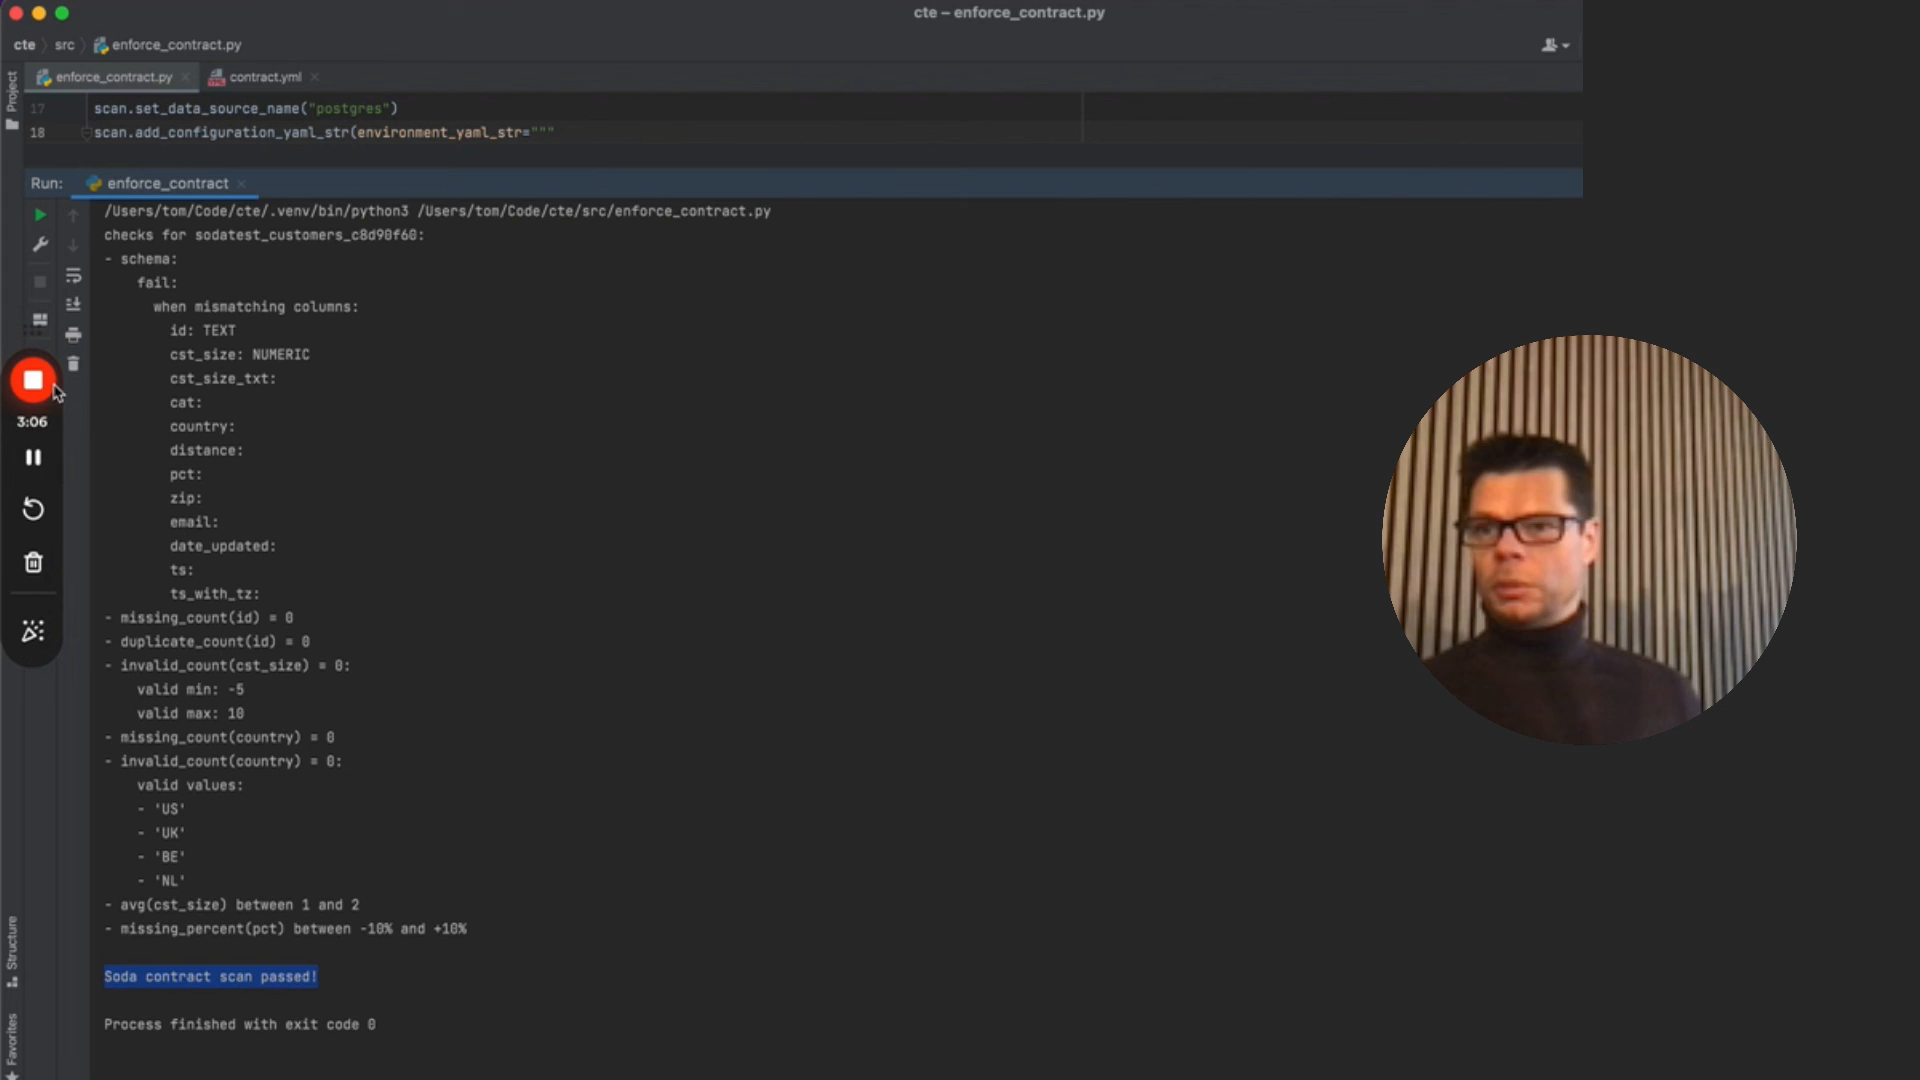 cte – enforce_contract.py
cte src enforce_contract.py
Project
enforce_contract.py contract.yml
17 scan.set_data_source_name("postgres")
18 scan.add_configuration_yaml_str(environment_yaml_str="""
Run: enforce_contract
/Users/tom/Code/cte/.venv/bin/python3 /Users/tom/Code/cte/src/enforce_contract.py
checks for sodatest_customers_c8d90f60:
- schema:
fail:
when mismatching columns:
id: TEXT
cst_size: NUMERIC
cst_size_txt:
cat:
country:
distance:
pct:
zip:
email:
date_updated:
ts:
ts_with_tz:
- missing_count(id) = 0
- duplicate_count(id) = 0
- invalid_count(cst_size) = 0:
valid min: -5
valid max: 10
- missing_count(country) = 0
- invalid_count(country) = 0:
valid values:
- 'US'
- 'UK'
- 'BE'
- 'NL'
- avg(cst_size) between 1 and 2
- missing_percent(pct) between -10% and +10%
Soda contract scan passed!
Process finished with exit code 0
3:06
Structure
Favorites